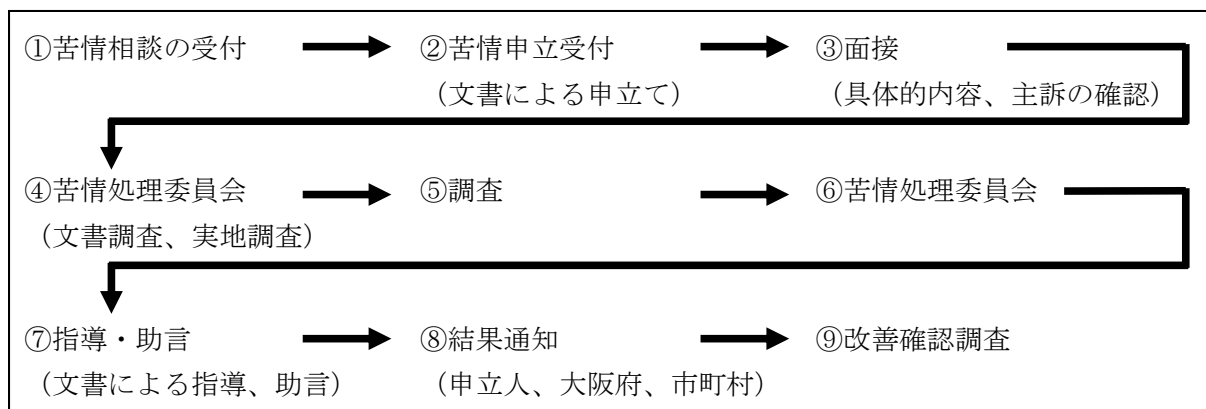 ①苦情相談の受付 ②苦情申立受付 ③面接
（文書による申立て） （具体的内容、主訴の確認）
④苦情処理委員会 ⑤調査 ⑥苦情処理委員会
（文書調査、実地調査）
⑦指導・助言 ⑧結果通知 ⑨改善確認調査
（文書による指導、助言） （申立人、大阪府、市町村）